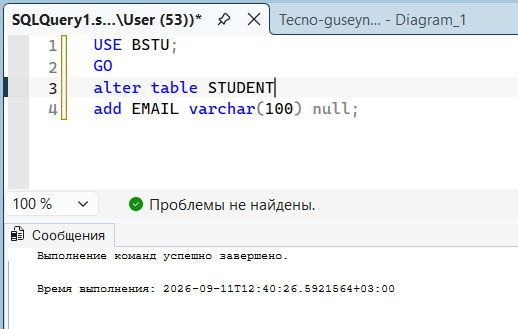 SQLQuery1.s...\User (53))*
Tecno-guseyn... - Diagram_1
1 USE BSTU;
2 GO
3 alter table STUDENT
4 add EMAIL varchar(100) null;
100 %
Проблемы не найдены.
Сообщения
Выполнение команд успешно завершено.
Время выполнения: 2026-09-11T12:40:26.5921564+03:00